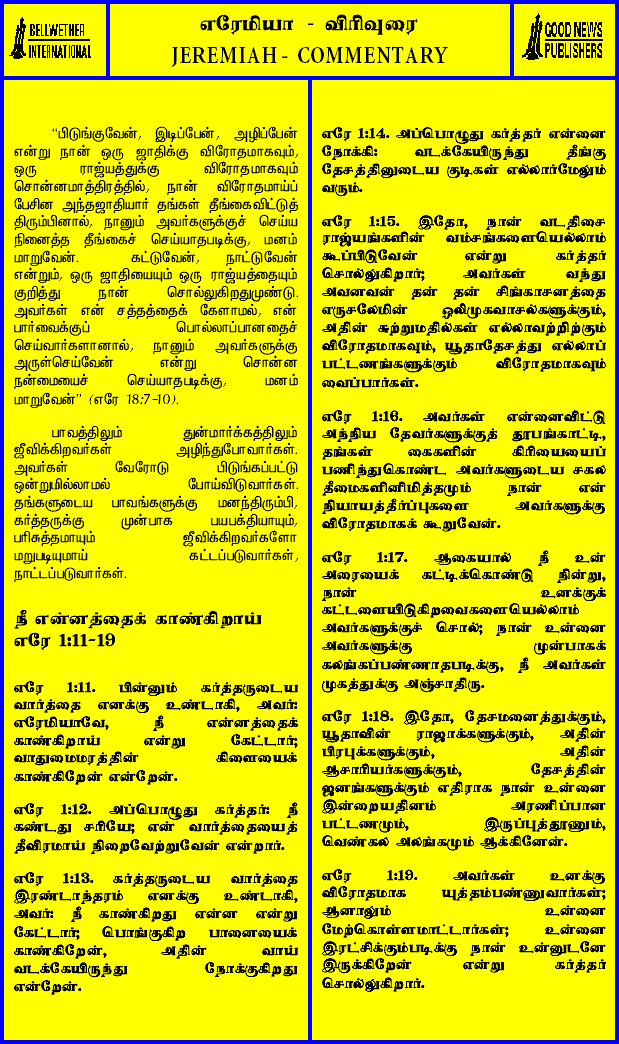 BELLWETHER
INTERNATIONAL
எரேமியா - விரிவுரை
JEREMIAH - COMMENTARY
GOOD NEWS
PUBLISHERS
“பிடுங்குவேன், இடிப்பேன், அழிப்பேன்
என்று நான் ஒரு ஜாதிக்கு விரோதமாகவும்,
ஒரு ராஜ்யத்துக்கு விரோதமாகவும்
சொன்னமாத்திரத்தில், நான் விரோதமாய்ப்
பேசின அந்தஜாதியார் தங்கள் தீங்கைவிட்டுத்
திரும்பினால், நானும் அவர்களுக்குச் செய்ய
நினைத்த தீங்கைச் செய்யாதபடிக்கு, மனம்
மாறுவேன். கட்டுவேன், நாட்டுவேன்
என்றும், ஒரு ஜாதியையும் ஒரு ராஜ்யத்தையும்
குறித்து நான் சொல்லுகிறதுமுண்டு.
அவர்கள் என் சத்தத்தைக் கேளாமல், என்
பார்வைக்குப் பொல்லாப்பானதைச்
செய்வார்களானால், நானும் அவர்களுக்கு
அருள்செய்வேன் என்று சொன்ன
நன்மையைச் செய்யாதபடிக்கு, மனம்
மாறுவேன்” (எரே 18:7-10).
பாவத்திலும் துன்மார்க்கத்திலும்
ஜீவிக்கிறவர்கள் அழிந்துபோவார்கள்.
அவர்கள் வேரோடு பிடுங்கப்பட்டு
ஒன்றுமில்லாமல் போய்விடுவார்கள்.
தங்களுடைய பாவங்களுக்கு மனந்திரும்பி,
கர்த்தருக்கு முன்பாக பயபக்தியாயும்,
பரிசுத்தமாயும் ஜீவிக்கிறவர்களோ
மறுபடியுமாய் கட்டப்படுவார்கள்,
நாட்டப்படுவார்கள்.
நீ என்னத்தைக் காண்கிறாய்
எரே 1:11-19
எரே 1:11. பின்னும் கர்த்தருடைய
வார்த்தை எனக்கு உண்டாகி, அவர்:
எரேமியாவே, நீ என்னத்தைக்
காண்கிறாய் என்று கேட்டார்;
வாதுமைமரத்தின் கிளையைக்
காண்கிறேன் என்றேன்.
எரே 1:12. அப்பொழுது கர்த்தர்: நீ
கண்டது சரியே; என் வார்த்தையைத்
தீவிரமாய் நிறைவேற்றுவேன் என்றார்.
எரே 1:13. கர்த்தருடைய வார்த்தை
இரண்டாந்தரம் எனக்கு உண்டாகி,
அவர்: நீ காண்கிறது என்ன என்று
கேட்டார்; பொங்குகிற பானையைக்
காண்கிறேன், அதின் வாய்
வடக்கேயிருந்து நோக்குகிறது
என்றேன்.
எரே 1:14. அப்பொழுது கர்த்தர் என்னை
நோக்கி: வடக்கேயிருந்து தீங்கு
தேசத்தினுடைய குடிகள் எல்லார்மேலும்
வரும்.
எரே 1:15. இதோ, நான் வடதிசை
ராஜ்யங்களின் வம்சங்களையெல்லாம்
கூப்பிடுவேன் என்று கர்த்தர்
சொல்லுகிறார்; அவர்கள் வந்து
அவனவன் தன் தன் சிங்காசனத்தை
எருசலேமின் ஒலிமுகவாசல்களுக்கும்,
அதின் சுற்றுமதில்கள் எல்லாவற்றிற்கும்
விரோதமாகவும், யூதாதேசத்து எல்லாப்
பட்டணங்களுக்கும் விரோதமாகவும்
வைப்பார்கள்.
எரே 1:16. அவர்கள் என்னைவிட்டு
அந்நிய தேவர்களுக்குத் தூபங்காட்டி,
தங்கள் கைகளின் கிரியையைப்
பணிந்துகொண்ட அவர்களுடைய சகல
தீமைகளினிமித்தமும் நான் என்
நியாயத்தீர்ப்புகளை அவர்களுக்கு
விரோதமாகக் கூறுவேன்.
எரே 1:17. ஆகையால் நீ உன்
அரையைக் கட்டிக்கொண்டு நின்று,
நான் உனக்குக்
கட்டளையிடுகிறவைகளையெல்லாம்
அவர்களுக்குச் சொல்; நான் உன்னை
அவர்களுக்கு முன்பாகக்
கலங்கப்பண்ணாதபடிக்கு, நீ அவர்கள்
முகத்துக்கு அஞ்சாதிரு.
எரே 1:18. இதோ, தேசமனைத்துக்கும்,
யூதாவின் ராஜாக்களுக்கும், அதின்
பிரபுக்களுக்கும், அதின்
ஆசாரியர்களுக்கும், தேசத்தின்
ஜனங்களுக்கும் எதிராக நான் உன்னை
இன்றையதினம் அரணிப்பான
பட்டணமும், இருப்புத்தூணும்,
வெண்கல அலங்கமும் ஆக்கினேன்.
எரே 1:19. அவர்கள் உனக்கு
விரோதமாக யுத்தம்பண்ணுவார்கள்;
ஆனாலும் உன்னை
மேற்கொள்ளமாட்டார்கள்; உன்னை
இரட்சிக்கும்படிக்கு நான் உன்னுடனே
இருக்கிறேன் என்று கர்த்தர்
சொல்லுகிறார்.